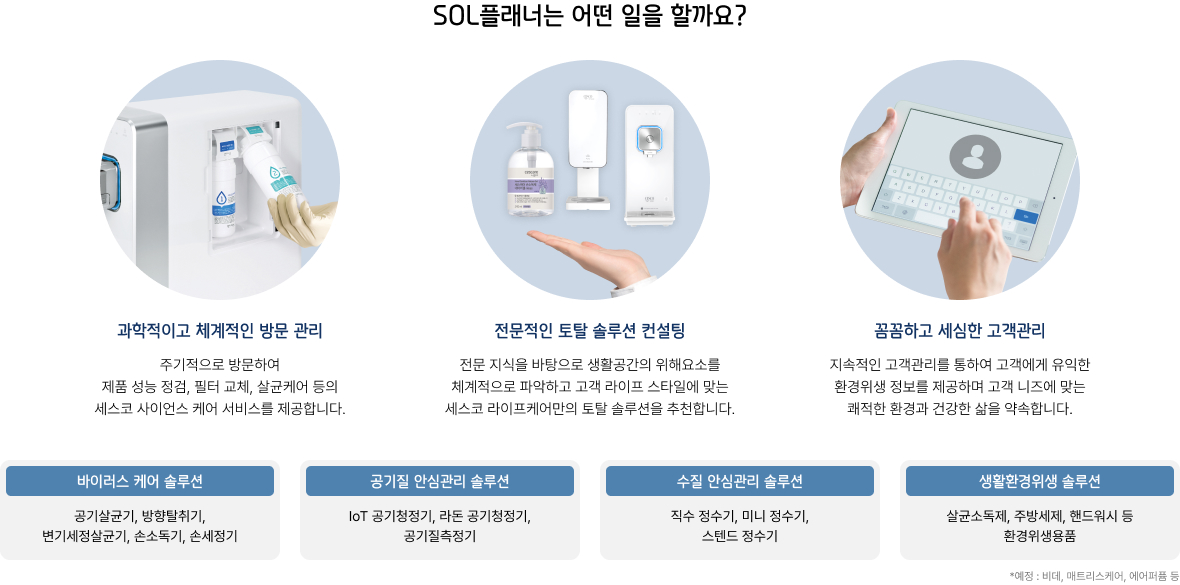 SOL플래너는 어떤 일을 할까요?
과학적이고 체계적인 방문 관리
주기적으로 방문하여
제품 성능 점검, 필터 교체, 살균케어 등의
세스코 사이언스 케어 서비스를 제공합니다.
전문적인 토탈 솔루션 컨설팅
전문 지식을 바탕으로 생활공간의 위해요소를
체계적으로 파악하고 고객 라이프 스타일에 맞는
세스코 라이프케어만의 토탈 솔루션을 추천합니다.
꼼꼼하고 세심한 고객관리
지속적인 고객관리를 통하여 고객에게 유익한
환경위생 정보를 제공하며 고객 니즈에 맞는
쾌적한 환경과 건강한 삶을 약속합니다.
바이러스 케어 솔루션
공기살균기, 방향탈취기,
변기세정살균기, 손소독기, 손세정기
공기질 안심관리 솔루션
IoT 공기청정기, 라돈 공기청정기,
공기질측정기
수질 안심관리 솔루션
직수 정수기, 미니 정수기,
스텐드 정수기
생활환경위생 솔루션
살균소독제, 주방세제, 핸드워시 등
환경위생용품
*예정 : 비데, 매트리스케어, 에어퍼퓸 등